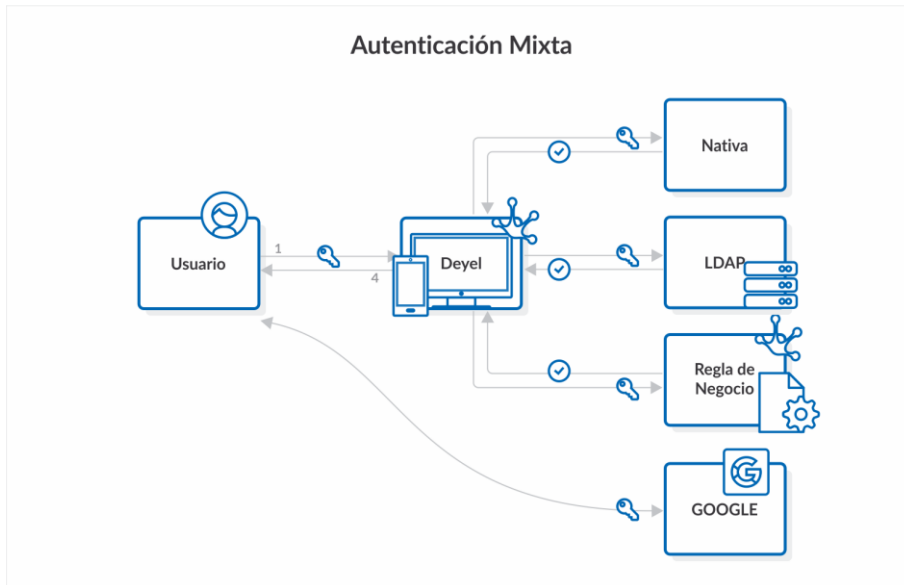 Autenticación Mixta
Nativa
Usuario
1
4
Deyel
LDAP
Regla de
Negocio
G
GOOGLE